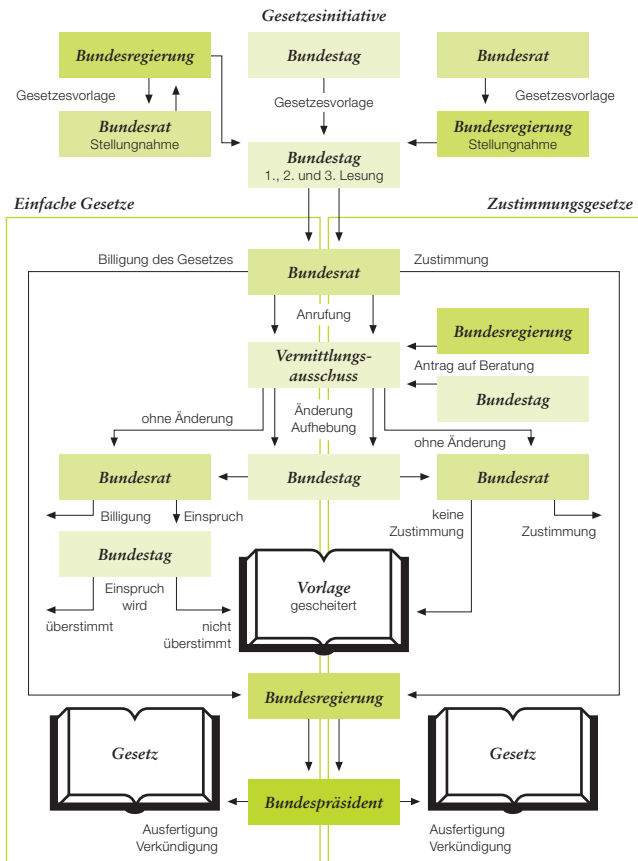 Gesetzesinitiative
Bundesregierung
Bundestag
Bundesrat
Gesetzesvorlage
Gesetzesvorlage
Gesetzesvorlage
Bundesrat
Stellungnahme
Bundesregierung
Stellungnahme
Bundestag
1., 2. und 3. Lesung
Einfache Gesetze
Zustimmungsgesetze
Billigung des Gesetzes
Bundesrat
Zustimmung
Anrufung
Vermittlungs-
ausschuss
Bundesregierung
Antrag auf Beratung
Bundestag
ohne Änderung
Änderung
Aufhebung
ohne Änderung
Bundesrat
Bundestag
Bundesrat
Billigung
Einspruch
keine
Zustimmung
Zustimmung
Bundestag
Einspruch
wird
überstimmt
nicht
überstimmt
Vorlage
gescheitert
Bundesregierung
Gesetz
Gesetz
Bundespräsident
Ausfertigung
Verkündigung
Ausfertigung
Verkündigung